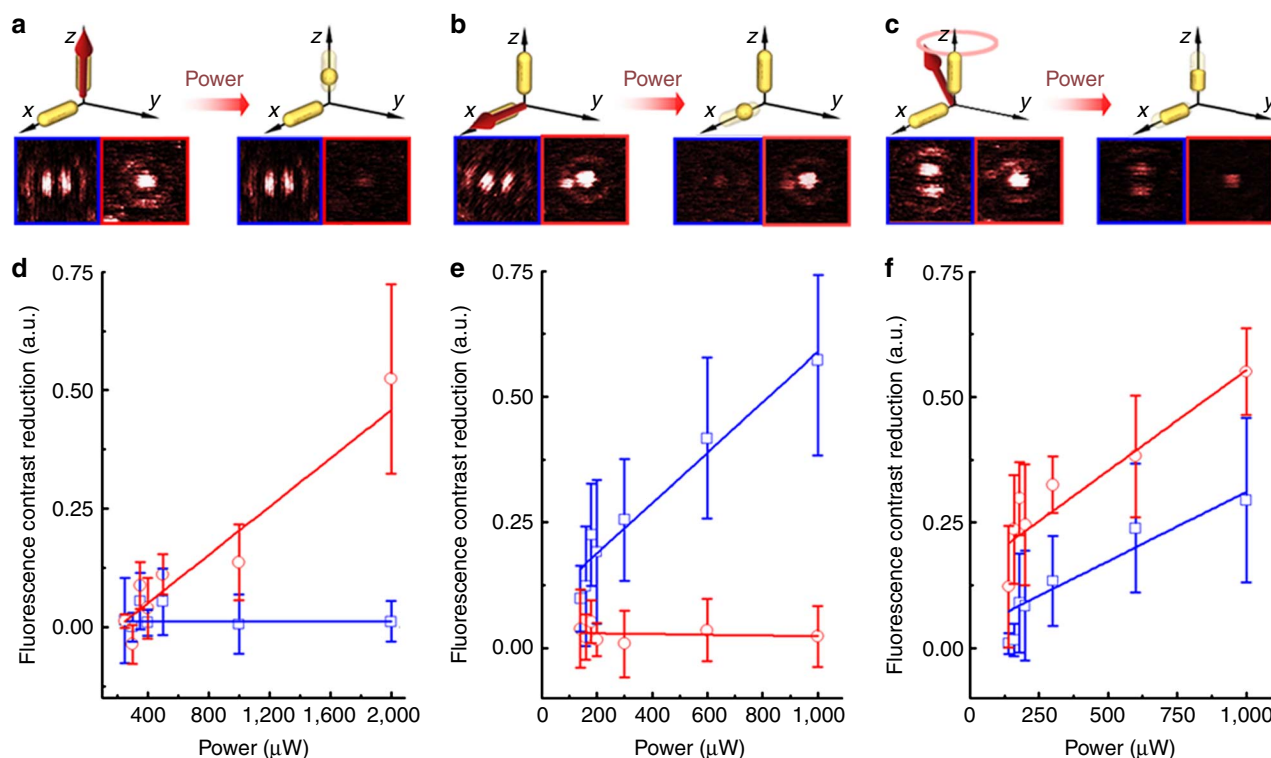 a
z
x
y
Power
z
x
y
b
z
x
y
Power
z
x
y
c
z
x
y
Power
z
x
y
d
0.75
0.50
0.25
0.00
Fluorescence contrast reduction (a.u.)
400
800
1,200
1,600
2,000
Power (μW)
e
0.75
0.50
0.25
0.00
Fluorescence contrast reduction (a.u.)
0
200
400
600
800
1,000
Power (μW)
f
0.75
0.50
0.25
0.00
Fluorescence contrast reduction (a.u.)
0
250
500
750
1,000
Power (μW)